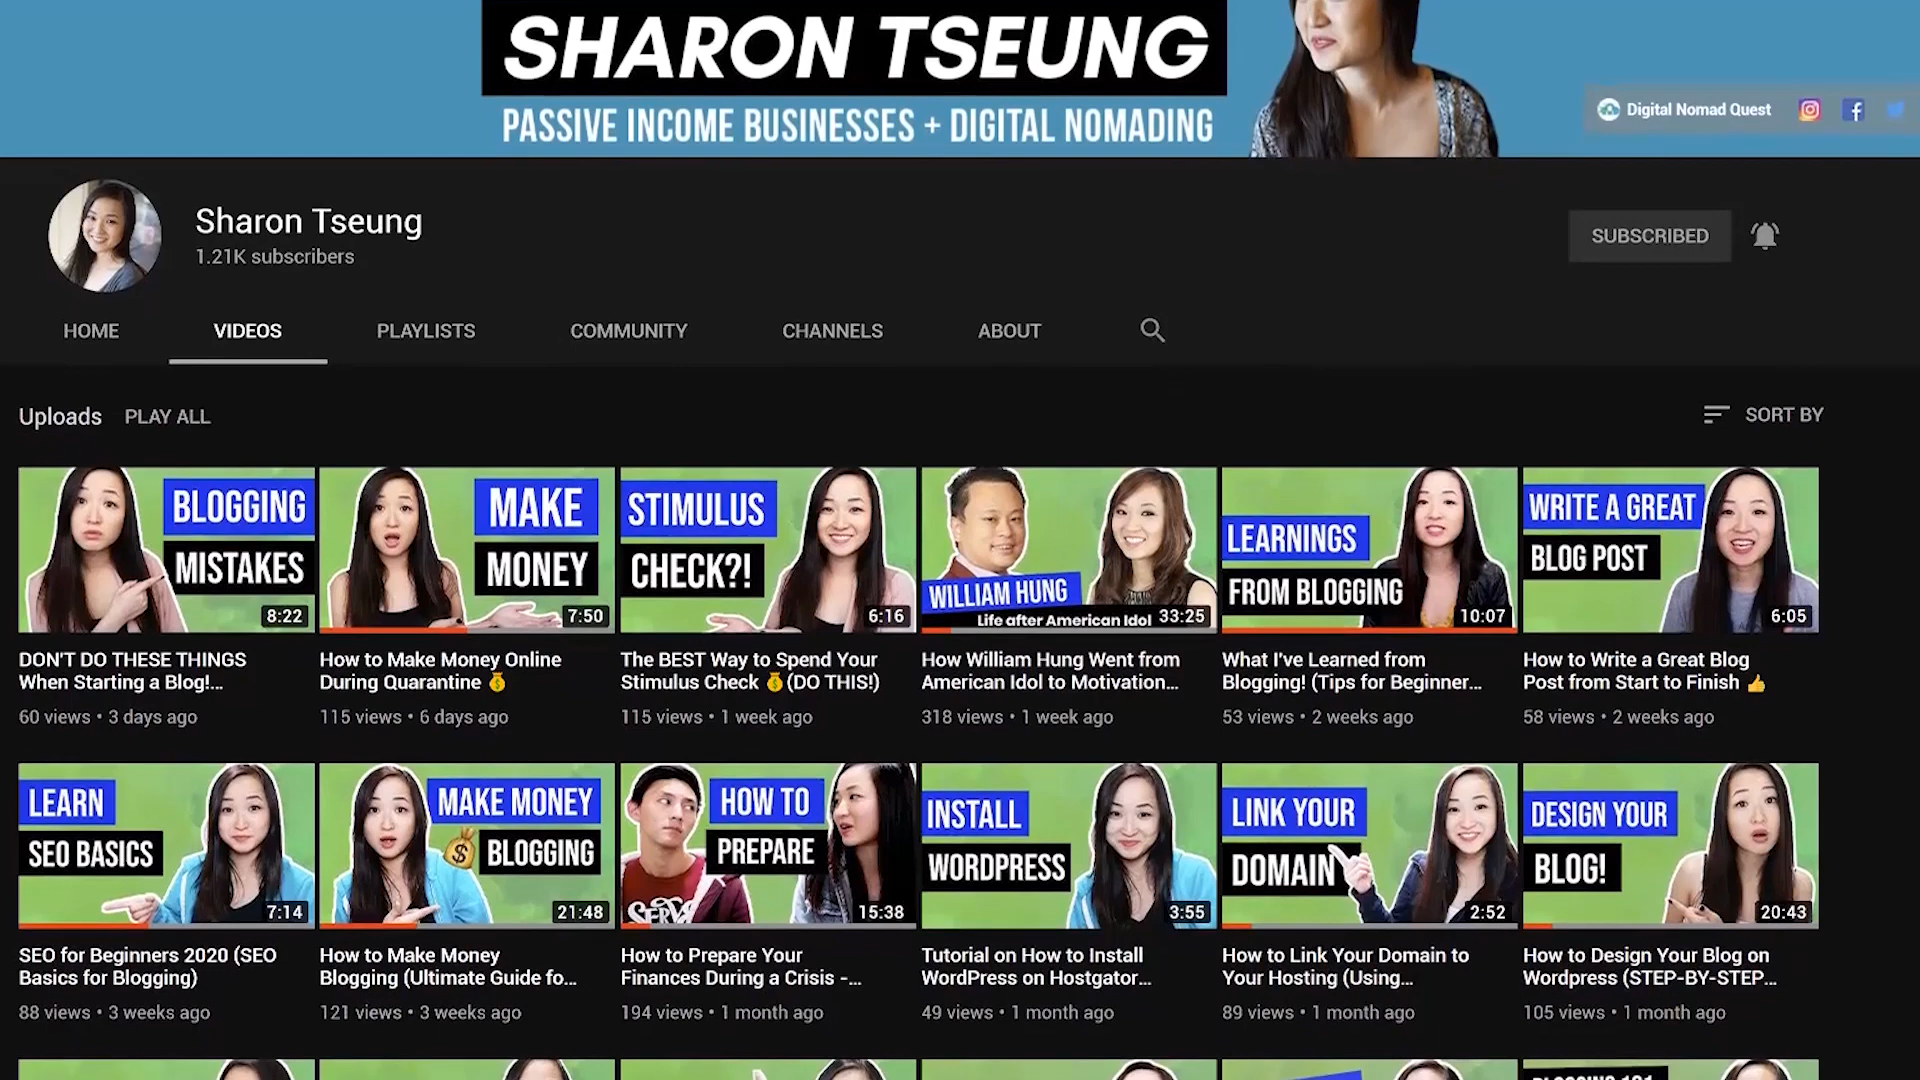 SHARON TSEUNG
PASSIVE INCOME BUSINESSES + DIGITAL NOMADING
Digital Nomad Quest
Sharon Tseung
1.21K subscribers
SUBSCRIBED
HOME VIDEOS PLAYLISTS COMMUNITY CHANNELS ABOUT
Uploads PLAY ALL
SORT BY
BLOGGING
MISTAKES
8:22
MAKE
MONEY
7:50
STIMULUS
CHECK?!
6:16
WILLIAM HUNG
Life after American Idol
33:25
LEARNINGS
FROM BLOGGING
10:07
WRITE A GREAT
BLOG POST
6:05
DON'T DO THESE THINGS
When Starting a Blog!...
60 views • 3 days ago
How to Make Money Online
During Quarantine 💰
115 views • 6 days ago
The BEST Way to Spend Your
Stimulus Check 💰(DO THIS!)
115 views • 1 week ago
How William Hung Went from
American Idol to Motivation...
318 views • 1 week ago
What I've Learned from
Blogging! (Tips for Beginner...
53 views • 2 weeks ago
How to Write a Great Blog
Post from Start to Finish 👍
58 views • 2 weeks ago
LEARN
SEO BASICS
7:14
MAKE MONEY
BLOGGING
21:48
HOW TO
PREPARE
15:38
INSTALL
WORDPRESS
3:55
LINK YOUR
DOMAIN
2:52
DESIGN YOUR
BLOG!
20:43
SEO for Beginners 2020 (SEO
Basics for Blogging)
88 views • 3 weeks ago
How to Make Money
Blogging (Ultimate Guide fo...
121 views • 3 weeks ago
How to Prepare Your
Finances During a Crisis -...
194 views • 1 month ago
Tutorial on How to Install
WordPress on Hostgator...
49 views • 1 month ago
How to Link Your Domain to
Your Hosting (Using...
89 views • 1 month ago
How to Design Your Blog on
Wordpress (STEP-BY-STEP...
105 views • 1 month ago